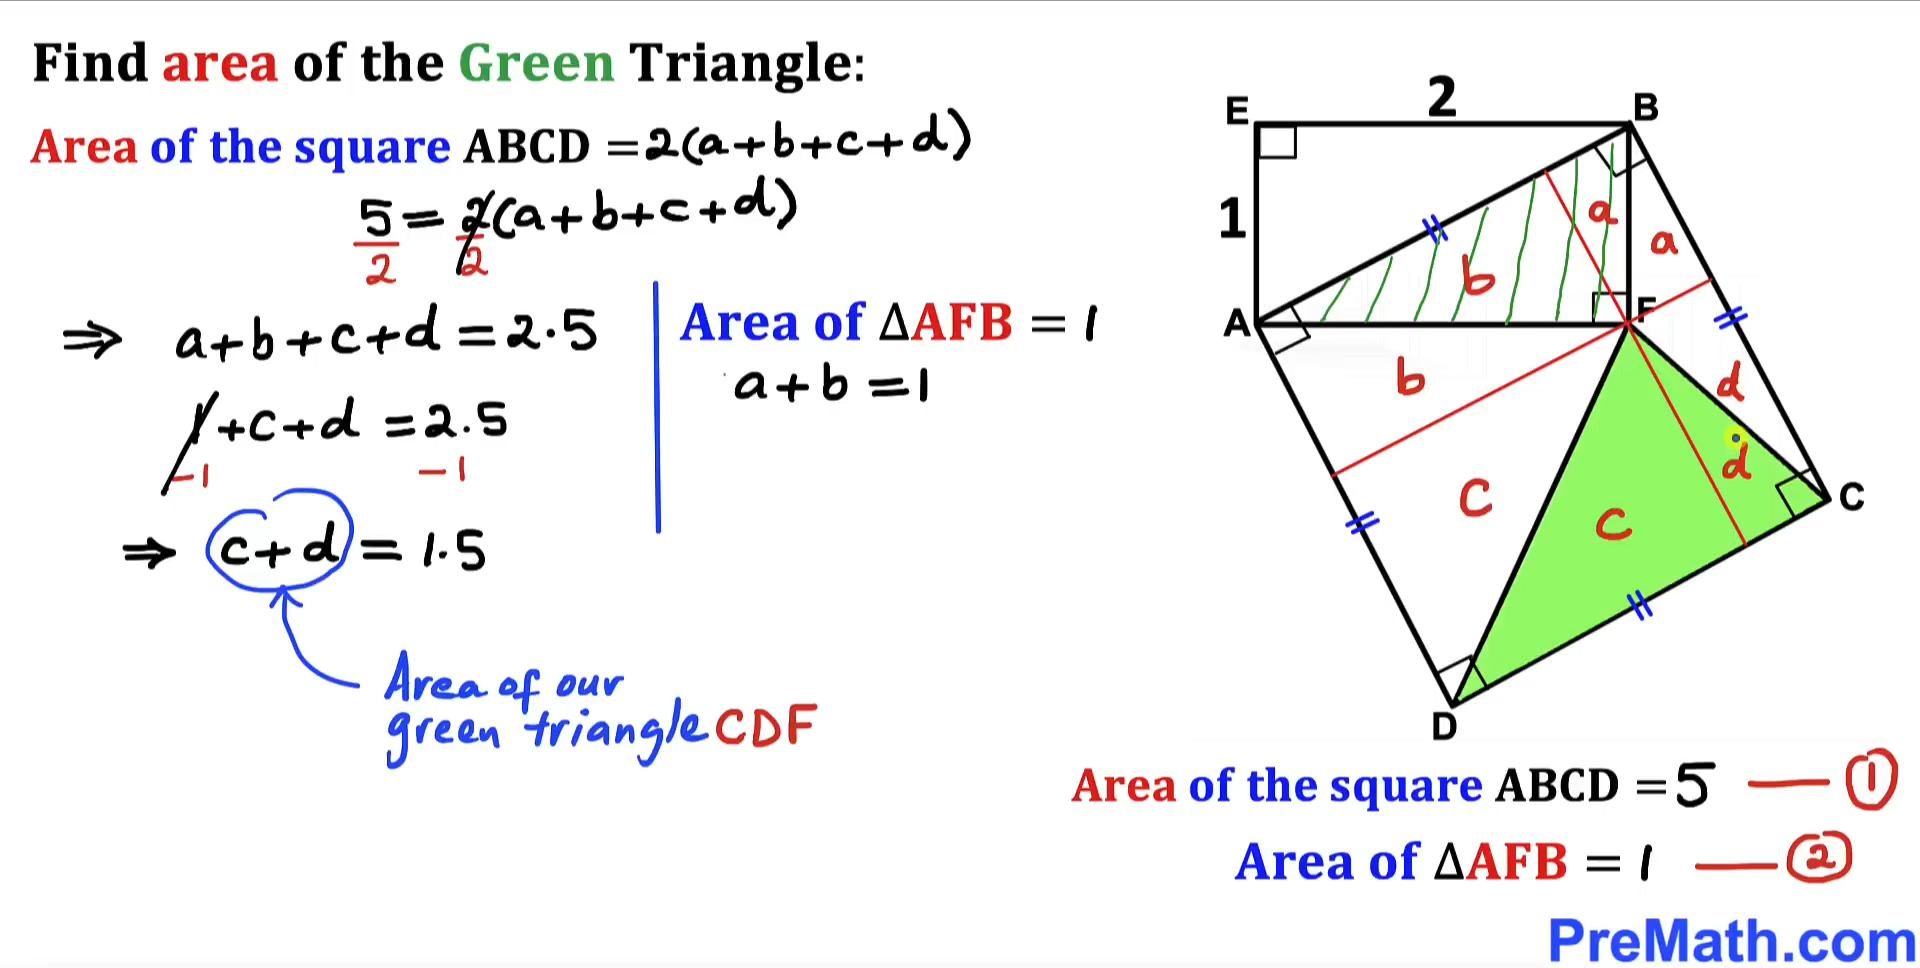 Find area of the Green Triangle:
Area of the square ABCD =2(a+b+c+d)
5 = 2(a+b+c+d)
2 2
⇒ a+b+c+d = 2.5
1+c+d = 2.5
-1 -1
⇒ c+d = 1.5
Area of our
green triangle CDF
Area of ΔAFB = 1
a+b = 1
2
E
B
1
a
a
b
A
F
b
d
d
c
c
C
D
Area of the square ABCD =5 — ①
Area of ΔAFB = 1 — ②
PreMath.com